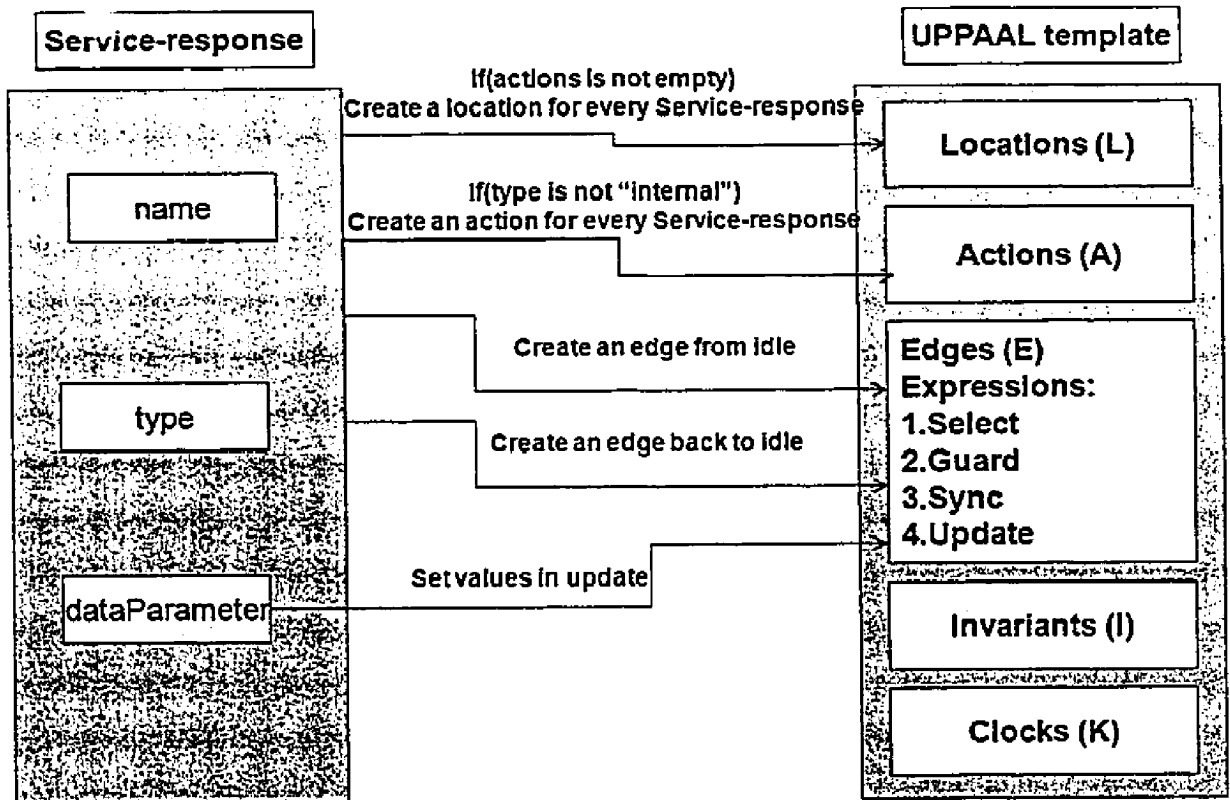 Service-response
UPPAAL template
If(actions is not empty)
Create a location for every Service-response
Locations (L)
name
If(type is not "internal")
Create an action for every Service-response
Actions (A)
Create an edge from idle
Edges (E)
Expressions:
1.Select
2.Guard
3.Sync
4.Update
type
Create an edge back to idle
dataParameter
Set values in update
Invariants (I)
Clocks (K)